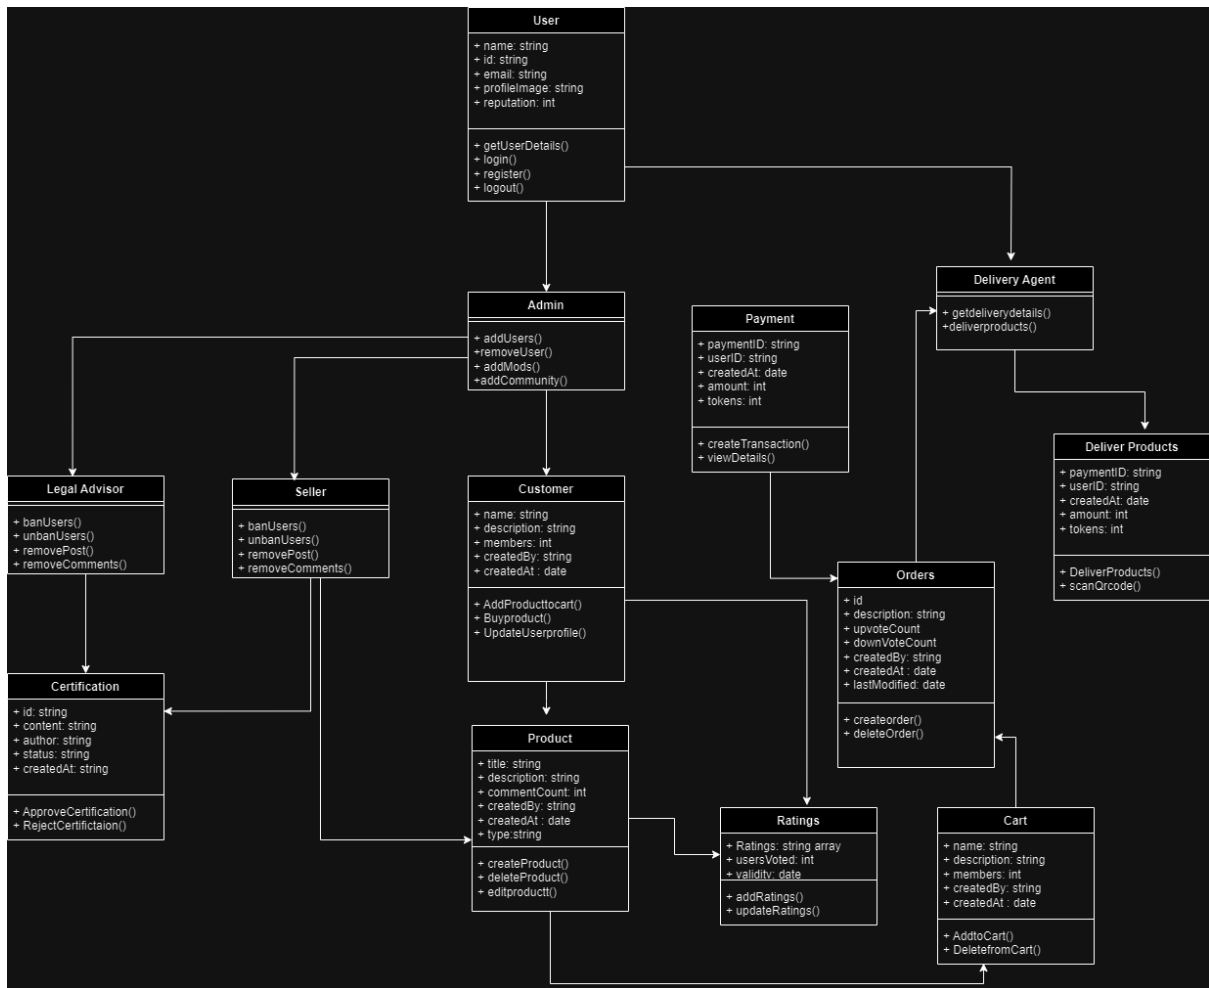 User
+ name: string
+ id: string
+ email: string
+ profileImage: string
+ reputation: int
+ getUserDetails()
+ login()
+ register()
+ logout()
Admin
+ addUsers()
+removeUser()
+ addMods()
+addCommunity()
Delivery Agent
+ getdeliverydetails()
+deliverproducts()
Payment
+ paymentID: string
+ userID: string
+ createdAt: date
+ amount: int
+ tokens: int
+ createTransaction()
+ viewDetails()
Deliver Products
+ paymentID: string
+ userID: string
+ createdAt: date
+ amount: int
+ tokens: int
+ DeliverProducts()
+ scanQrcode()
Legal Advisor
+ banUsers()
+ unbanUsers()
+ removePost()
+ removeComments()
Seller
+ banUsers()
+ unbanUsers()
+ removePost()
+ removeComments()
Customer
+ name: string
+ description: string
+ members: int
+ createdBy: string
+ createdAt : date
+ AddProducttocart()
+ Buyproduct()
+ UpdateUserprofile()
Orders
+ id
+ description: string
+ upvoteCount
+ downVoteCount
+ createdBy: string
+ createdAt : date
+ lastModified: date
+ createorder()
+ deleteOrder()
Certification
+ id: string
+ content: string
+ author: string
+ status: string
+ createdAt: string
+ ApproveCertification()
+ RejectCertifictaion()
Product
+ title: string
+ description: string
+ commentCount: int
+ createdBy: string
+ createdAt : date
+ type:string
+ createProduct()
+ deleteProduct()
+ editproductt()
Ratings
+ Ratings: string array
+ usersVoted: int
+ validity: date
+ addRatings()
+ updateRatings()
Cart
+ name: string
+ description: string
+ members: int
+ createdBy: string
+ createdAt : date
+ AddtoCart()
+ DeletefromCart()